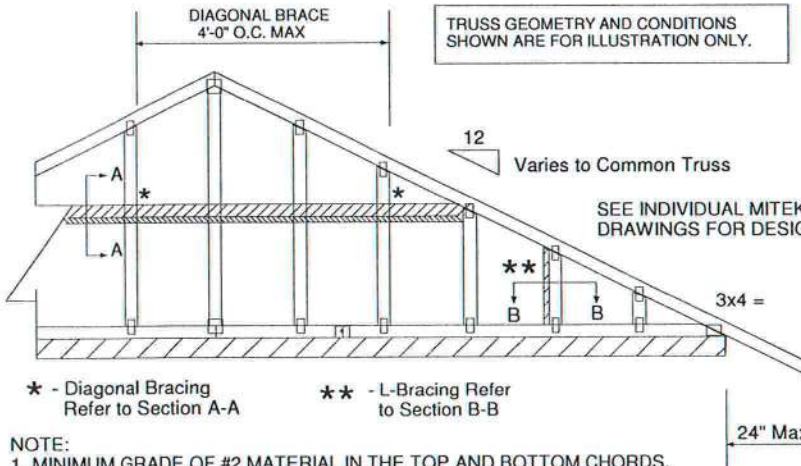 DIAGONAL BRACE
4'-0" O.C. MAX
TRUSS GEOMETRY AND CONDITIONS
SHOWN ARE FOR ILLUSTRATION ONLY.
12
Varies to Common Truss
A
*
*
A
SEE INDIVIDUAL MITEK
DRAWINGS FOR DESIG
**
B
B
3x4 =
* - Diagonal Bracing
Refer to Section A-A
** - L-Bracing Refer
to Section B-B
24" Max
NOTE:
1. MINIMUM GRADE OF #2 MATERIAL IN THE TOP AND BOTTOM CHORDS.